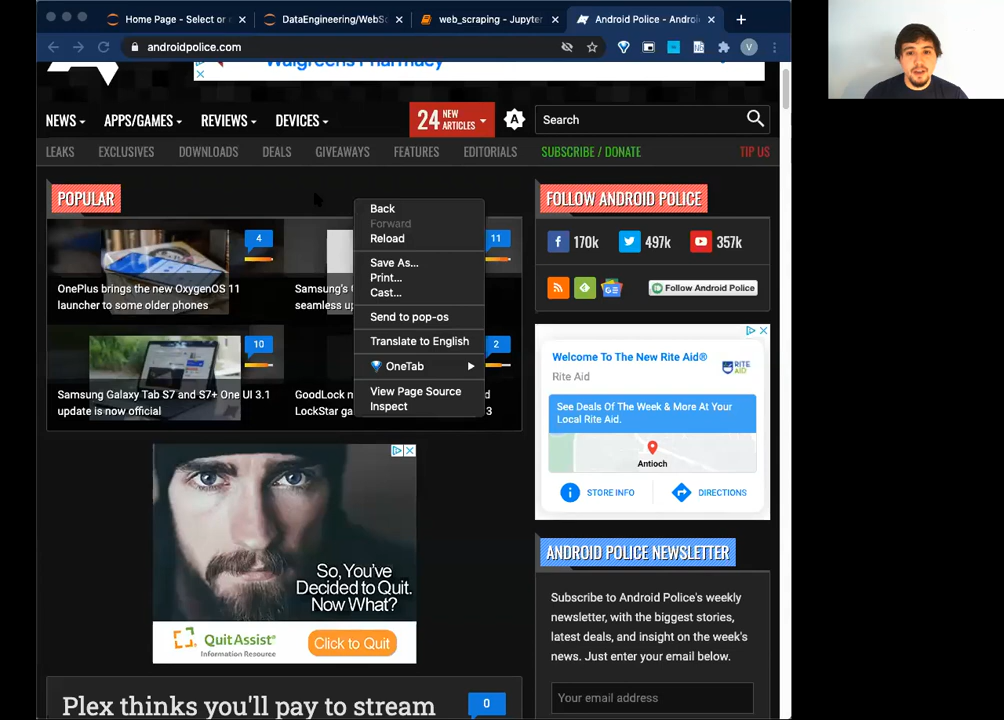 Home Page - Select or
DataEngineering/WebSc
web_scraping - Jupyter
Android Police - Androi
androidpolice.com
V
Walgreens Pharmacy
NEWS
APPS/GAMES
REVIEWS
DEVICES
24 NEW ARTICLES
A
Search
LEAKS
EXCLUSIVES
DOWNLOADS
DEALS
GIVEAWAYS
FEATURES
EDITORIALS
SUBSCRIBE / DONATE
TIP US
POPULAR
4
OnePlus brings the new OxygenOS 11
launcher to some older phones
11
Samsung's
seamless up
10
Samsung Galaxy Tab S7 and S7+ One UI 3.1
update is now official
2
GoodLock
LockStar ga
3
Back
Forward
Reload
Save As...
Print...
Cast...
Send to pop-os
Translate to English
OneTab
View Page Source
Inspect
FOLLOW ANDROID POLICE
170k
497k
357k
Follow Android Police
Welcome To The New Rite Aid®
Rite Aid
RITE
AID
See Deals Of The Week & More At Your
Local Rite Aid.
Antioch
STORE INFO
DIRECTIONS
So, You've
Decided to Quit.
Now What?
QuitAssist®
Information Resource
Click to Quit
ANDROID POLICE NEWSLETTER
Subscribe to Android Police's weekly
newsletter, with the biggest stories,
latest deals, and insight on the week's
news. Just enter your email below.
Your email address
Plex thinks you'll pay to stream
0